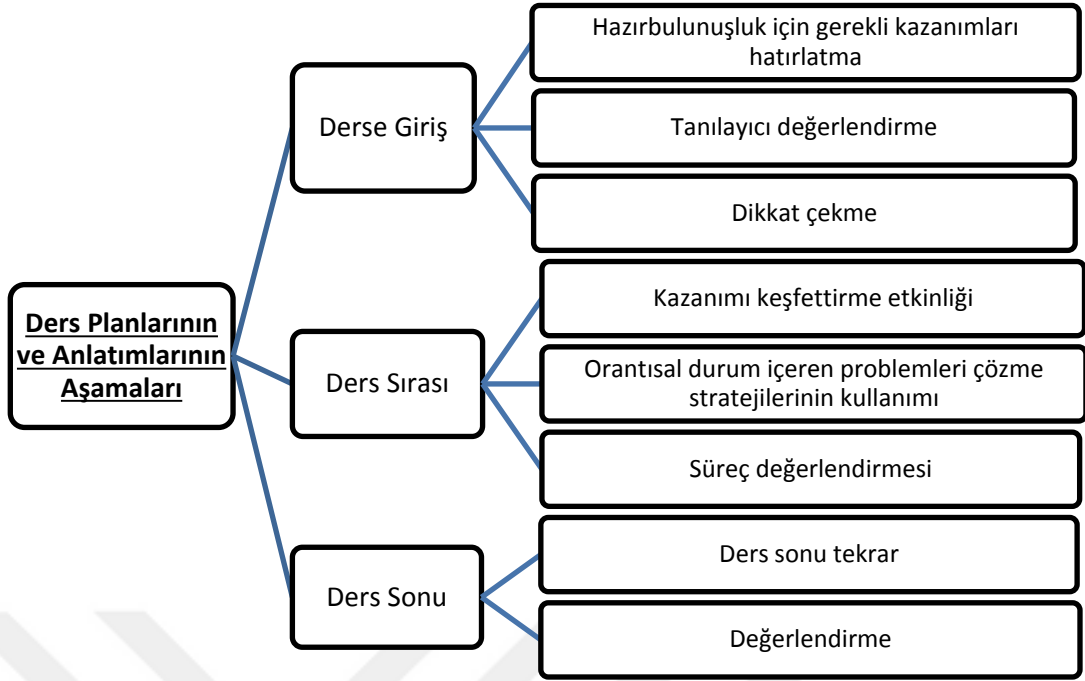 Ders Planlarının
ve Anlatımlarının
Aşamaları
Derse Giriş
Hazırbulunuşluk için gerekli kazanımları
hatırlatma
Tanılayıcı değerlendirme
Dikkat çekme
Ders Sırası
Kazanımı keşfettirme etkinliği
Orantısal durum içeren problemleri çözme
stratejilerinin kullanımı
Süreç değerlendirmesi
Ders Sonu
Ders sonu tekrar
Değerlendirme